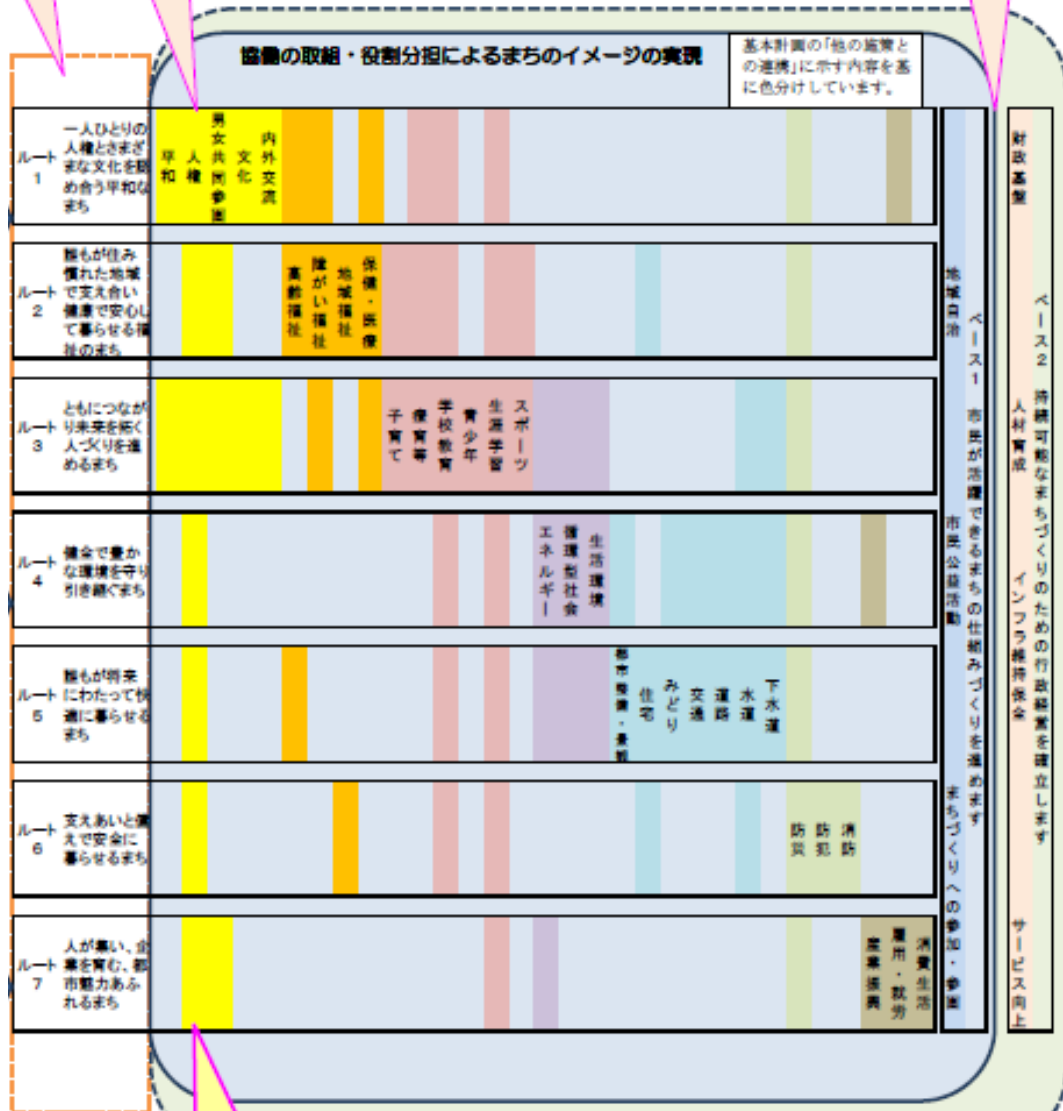 協働の取組・役割分担によるまちのイメージの実現
基本計画の「他の施策と
の連携」に示す内容を基
に色分けしています。
ルート
1
一人ひとりの
人権とさまざ
まな文化を認
め合う平和な
まち
平和
人権
男女共同参画
文化
内外交流
ルート
2
誰もが住み
慣れた地域
で支え合い
健康で安心し
て暮らせる福
祉のまち
高齢福祉
障がい福祉
地域福祉
保健・医療
ルート
3
ともにつなが
り未来を拓く
人づくりを進
めるまち
子育て
療育等
学校教育
青少年
生涯学習
スポーツ
ルート
4
健全で豊か
な環境を守り
引き継ぐまち
エネルギー
循環型社会
生活環境
ルート
5
誰もが将来
にわたって快
適に暮らせる
まち
都市整備・景観
住宅
みどり
交通
道路
水道
下水道
ルート
6
支えあいと備
えで安全に
暮らせるまち
防災
防犯
消防
ルート
7
人が集い、企
業を育む、都
市魅力あふ
れるまち
産業振興
雇用・就労
消費生活
地域自治
市民公益活動
まちづくりへの参加・参画
ベース1 市民が活躍できるまちの仕組みづくりを進めます
財政基盤
人材育成
インフラ維持保全
サービス向上
ベース2 持続可能なまちづくりのための行政経営を確立します